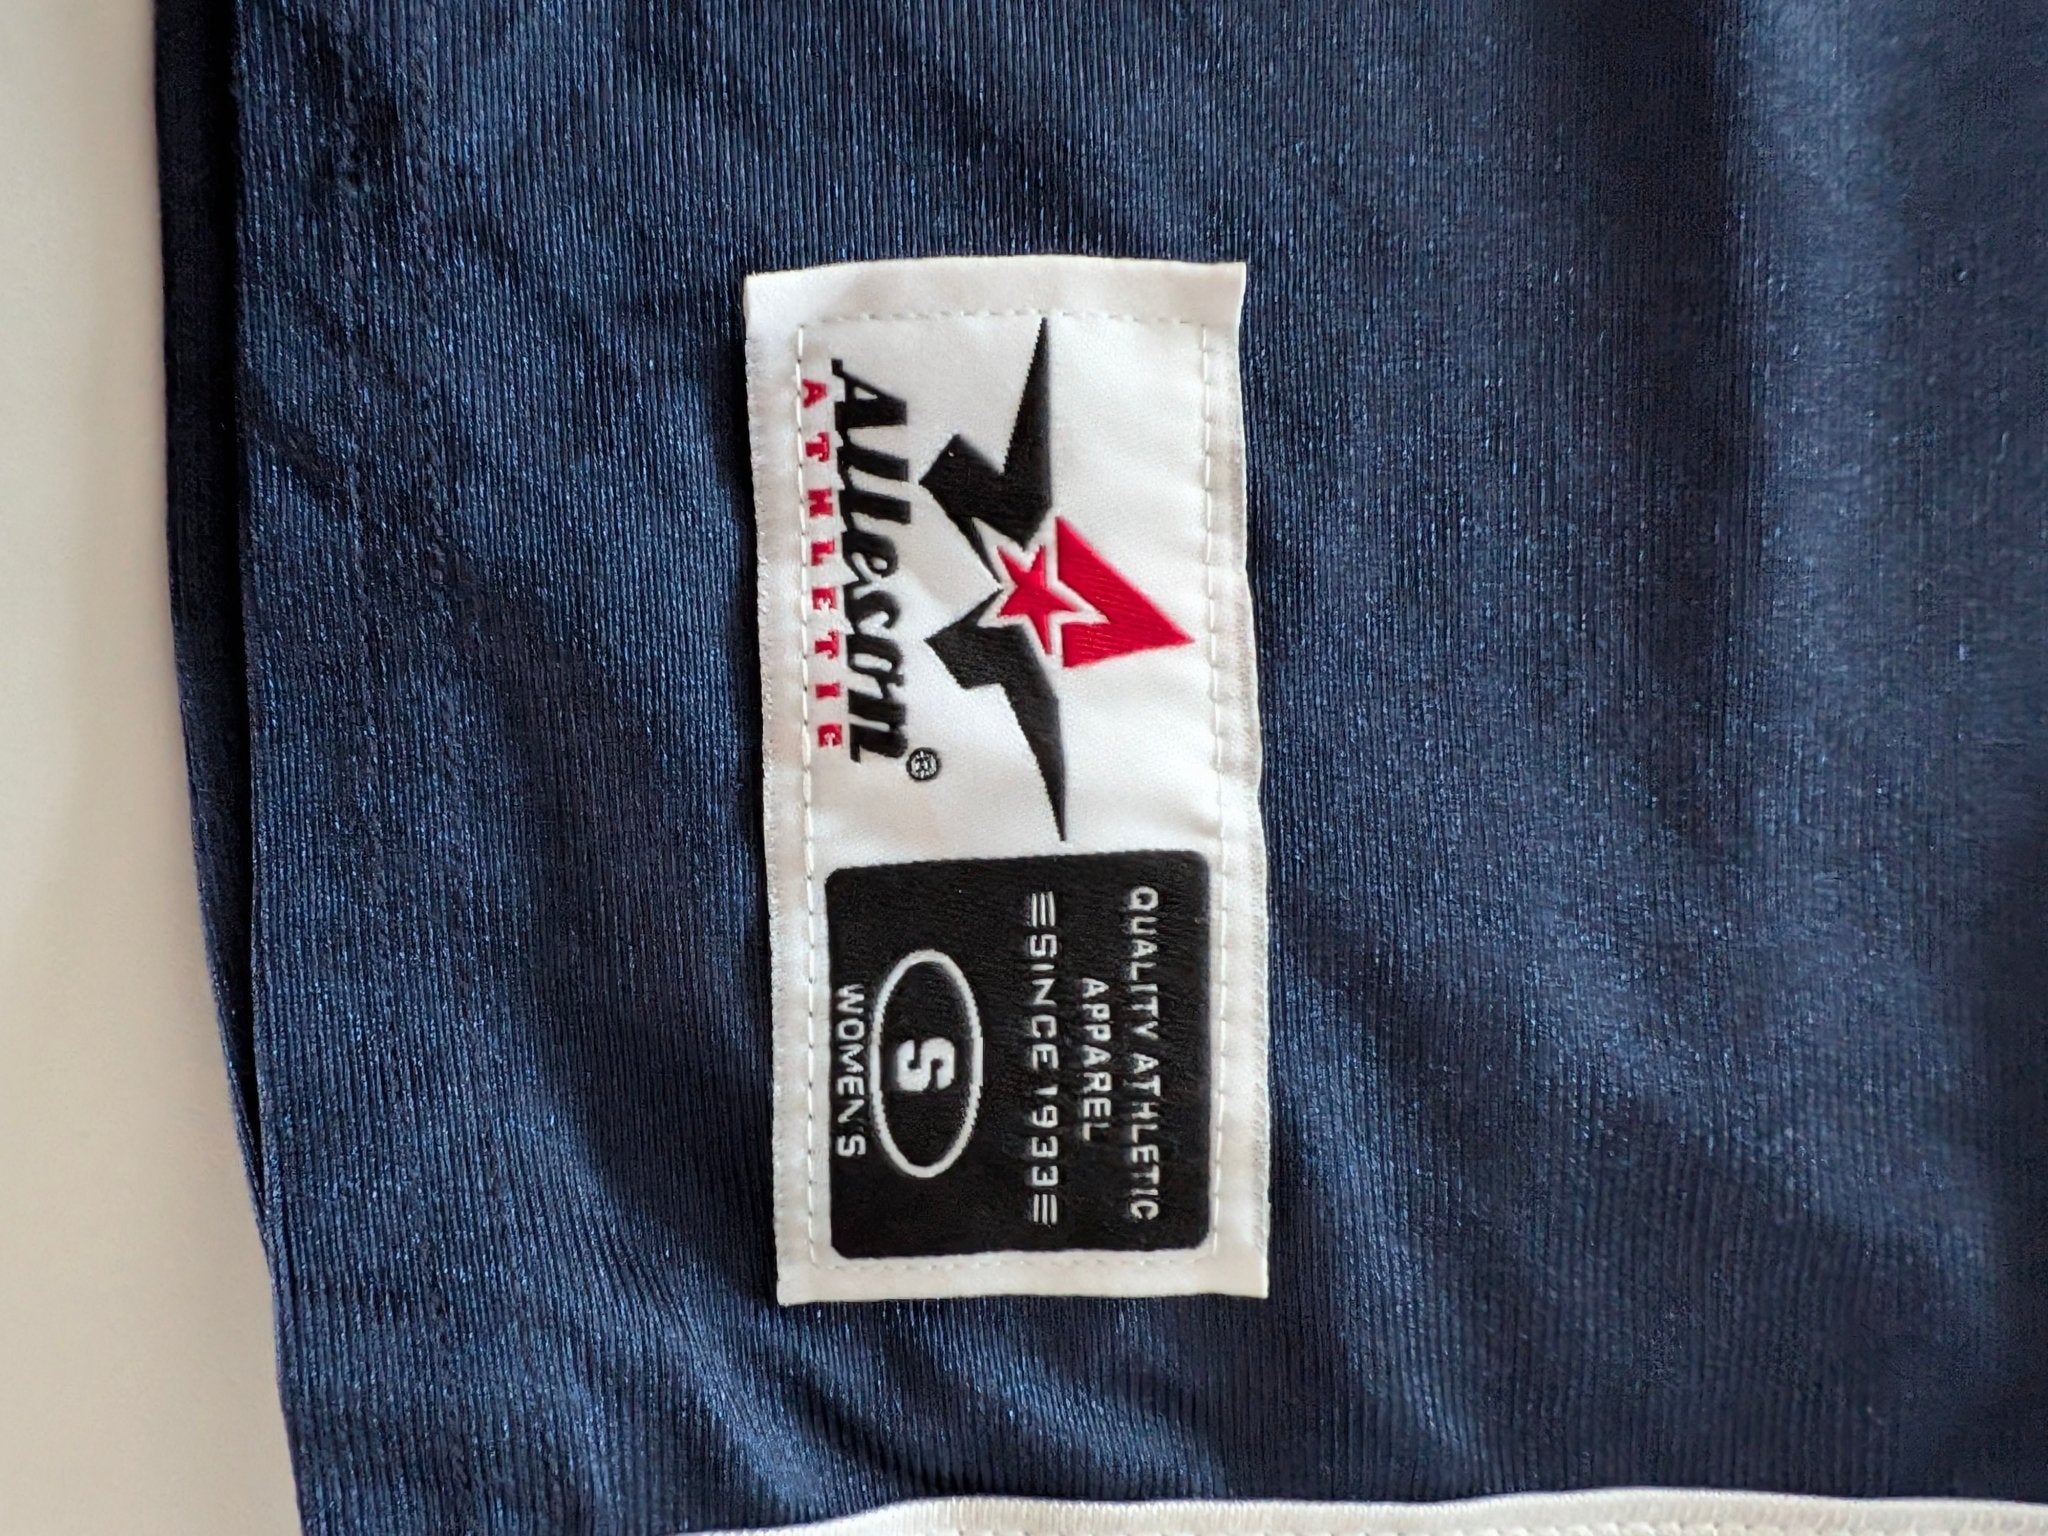 Alleson®
ATHLETIC
QUALITY ATHLETIC
APPAREL
SINCE 1933
S
WOMEN'S